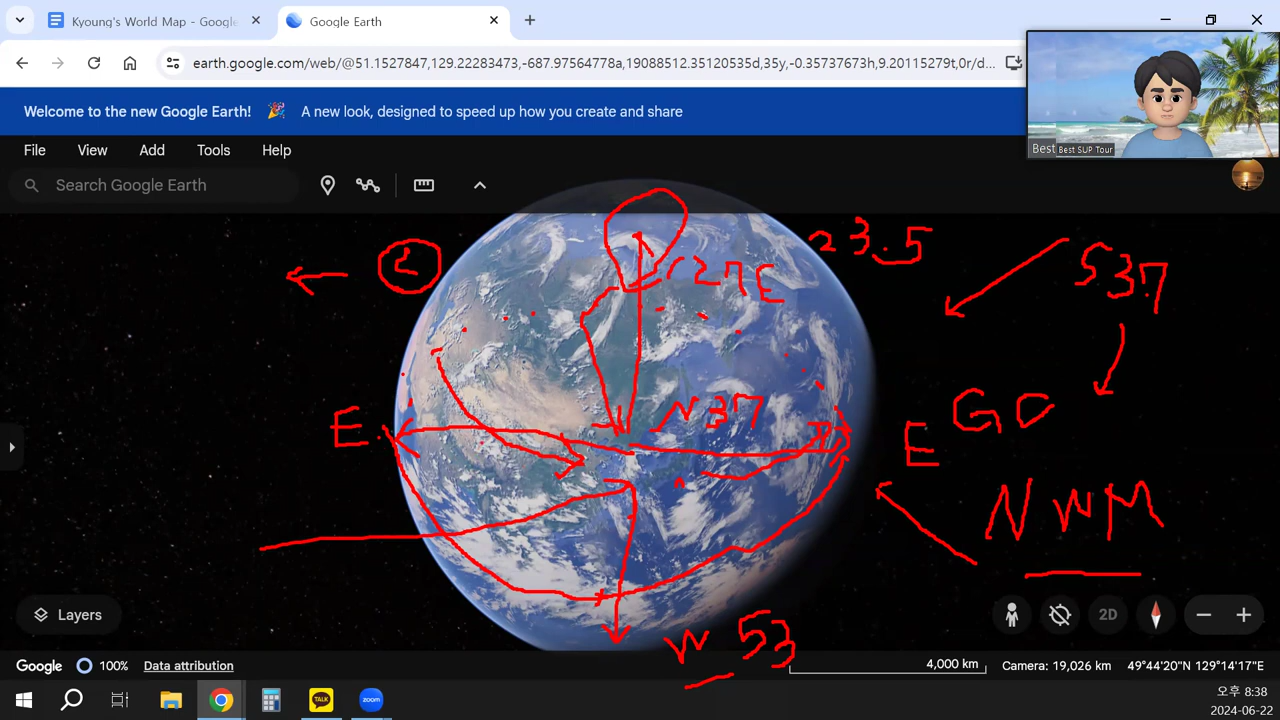 Kyoung's World Map - Google
Google Earth
earth.google.com/web/@51.1527847,129.22283473,-687.97564778a,19088512.35120535d,35y,-0.35737673h,9.20115279t,0r/d...
Welcome to the new Google Earth! 🎉 A new look, designed to speed up how you create and share
Best Best SUP Tour
File View Add Tools Help
Search Google Earth
23.5
537
127E
N37
E
E
GC
NWM
W 53
Layers
2D
Google 100% Data attribution
4,000 km
Camera: 19,026 km
49°44'20"N 129°14'17"E
TALK
zoom
오후 8:38
2024-06-22